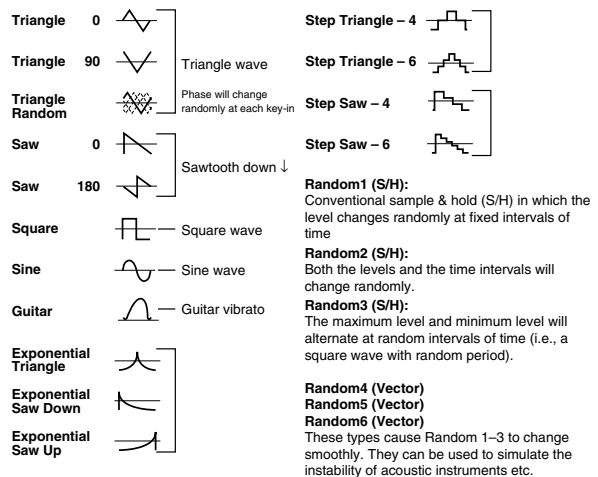 Triangle 0
Triangle 90
Triangle wave
Triangle
Random
Phase will change
randomly at each key-in
Saw 0
Saw 180
Sawtooth down ↓
Square
Square wave
Sine
Sine wave
Guitar
Guitar vibrato
Exponential
Triangle
Exponential
Saw Down
Exponential
Saw Up
Step Triangle – 4
Step Triangle – 6
Step Saw – 4
Step Saw – 6
Random1 (S/H):
Conventional sample & hold (S/H) in which the
level changes randomly at fixed intervals of
time
Random2 (S/H):
Both the levels and the time intervals will
change randomly.
Random3 (S/H):
The maximum level and minimum level will
alternate at random intervals of time (i.e., a
square wave with random period).
Random4 (Vector)
Random5 (Vector)
Random6 (Vector)
These types cause Random 1–3 to change
smoothly. They can be used to simulate the
instability of acoustic instruments etc.